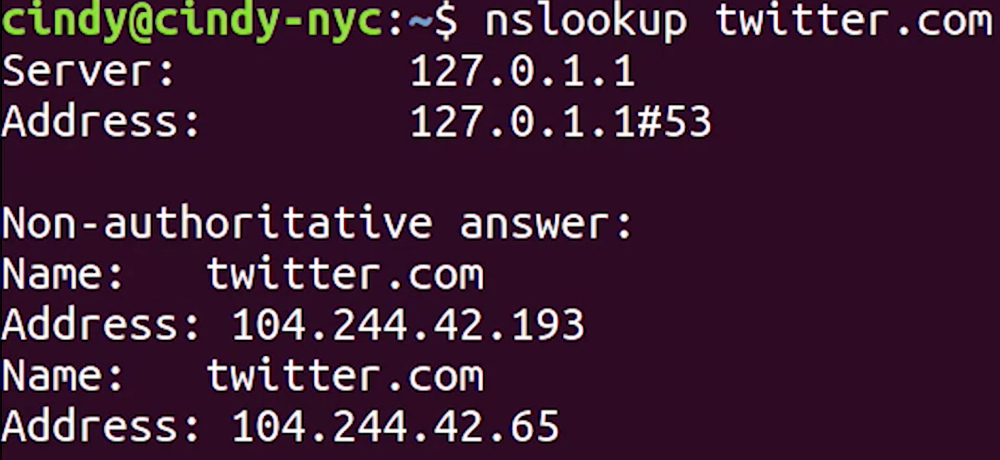 cindy@cindy-nyc:~$ nslookup twitter.com
Server: 127.0.1.1
Address: 127.0.1.1#53
Non-authoritative answer:
Name: twitter.com
Address: 104.244.42.193
Name: twitter.com
Address: 104.244.42.65